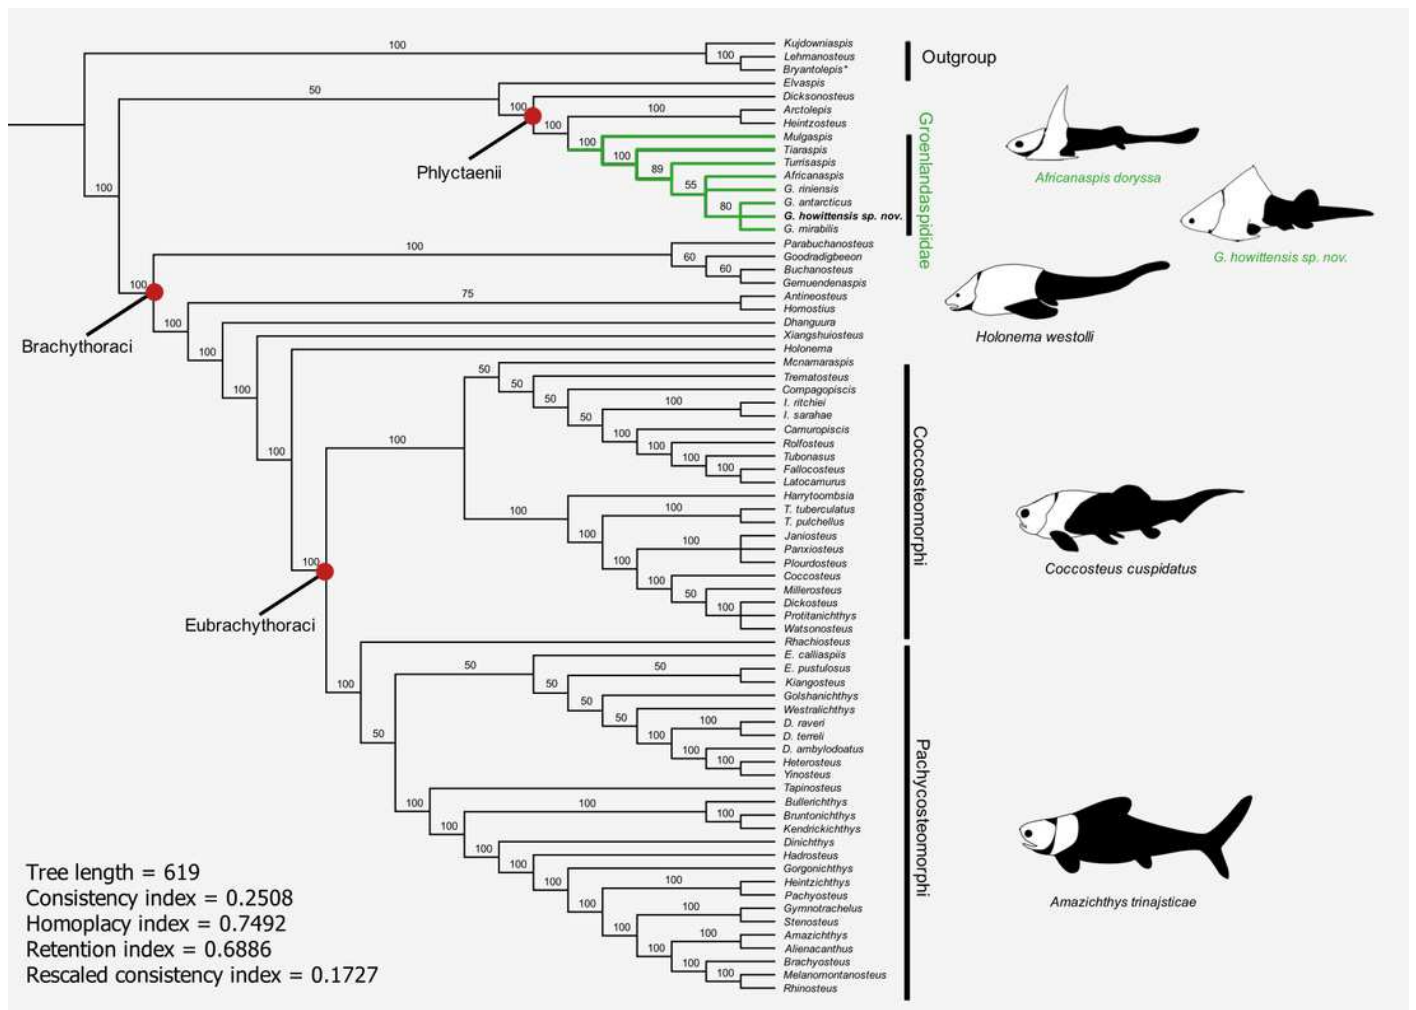 Kujdowniaspis
100
100
Lehmanosteus
Bryantolepis*
Outgroup
Elvaspis
50
Dicksonosteus
100
Arctolepis
100
Heintzosteus
100
Phlyctaenii
Mulgaspis
100
Tiaraspis
100
Turrisaspis
89
Africanaspis
55
G. riniensis
G. antarcticus
80
G. howittensis sp. nov.
G. mirabilis
Groenlandaspididae
Africanaspis doryssa
G. howittensis sp. nov.
100
Parabuchanosteus
100
Goodradigbeeon
60
Buchanosteus
60
Gemuendenaspis
100
Brachythoraci
Antineosteus
75
Homostius
100
Dhanguura
100
Xiangshuiosteus
100
Holonema
100
Holonema westolli
Mcnamaraspis
50
Trematosteus
50
Compagopiscis
50
I. ritchiei
100
I. sarahae
50
Camuropiscis
100
Rolfosteus
100
Tubonasus
100
Fallocosteus
100
Latocamurus
100
Harrytoombsia
100
T. tuberculatus
100
T. pulchellus
100
Janiosteus
100
Panxiosteus
100
Plourdosteus
Coccosteus
100
Millerosteus
50
Dickosteus
100
Protitanichthys
Watsonosteus
Coccosteomorphi
Coccosteus cuspidatus
100
Eubrachythoraci
Rhachiosteus
100
E. calliaspiis
50
E. pustulosus
50
Kiangosteus
50
Golshanichthys
50
Westralichthys
50
D. raveri
100
D. terreli
100
D. ambylodoatus
100
Heterosteus
100
Yinosteus
50
Tapinosteus
100
Bullerichthys
100
Bruntonichthys
100
Kendrickichthys
100
Dinichthys
100
Hadrosteus
100
Gorgonichthys
100
Heintzichthys
100
Pachyosteus
100
Gymnotrachelus
100
Stenosteus
100
Amazichthys
100
Alienacanthus
100
Brachyosteus
100
Melanomontanosteus
100
Rhinosteus
Pachycosteomorphi
Amazichthys trinajsticae
Tree length = 619
Consistency index = 0.2508
Homoplacy index = 0.7492
Retention index = 0.6886
Rescaled consistency index = 0.1727